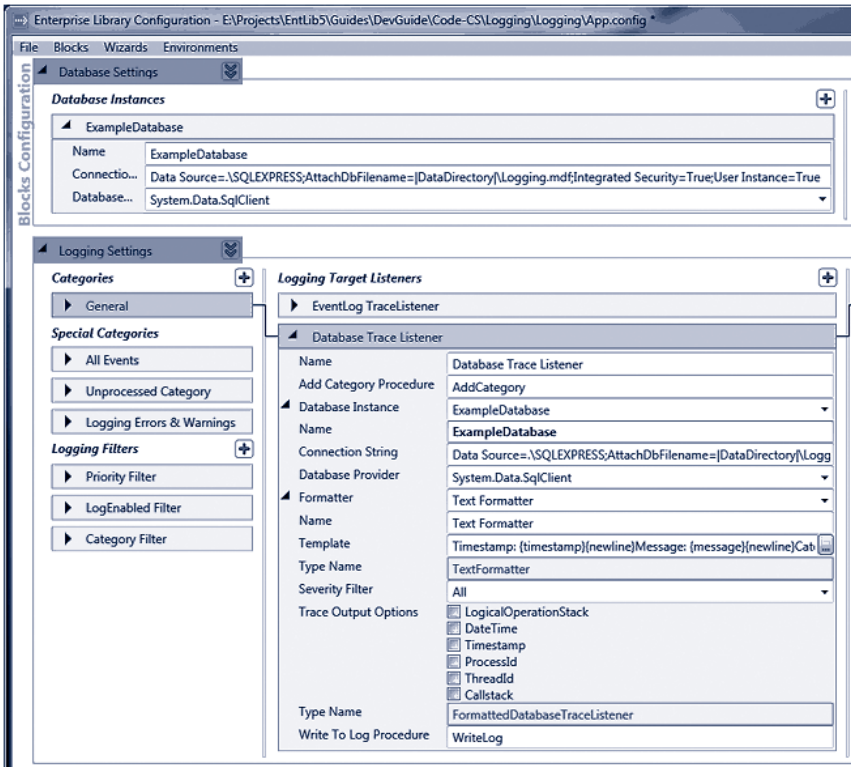 Enterprise Library Configuration - E:\Projects\EntLib5\Guides\DevGuide\Code-CS\Logging\Logging\App.config *
File Blocks Wizards Environments
Blocks Configuration
Database Settings
Database Instances
ExampleDatabase
Name ExampleDatabase
Connectio... Data Source=.\SQLEXPRESS;AttachDbFilename=|DataDirectory|\Logging.mdf;Integrated Security=True;User Instance=True
Database... System.Data.SqlClient
Logging Settings
Categories
General
Special Categories
All Events
Unprocessed Category
Logging Errors & Warnings
Logging Filters
Priority Filter
LogEnabled Filter
Category Filter
Logging Target Listeners
EventLog TraceListener
Database Trace Listener
Name Database Trace Listener
Add Category Procedure AddCategory
Database Instance ExampleDatabase
Name ExampleDatabase
Connection String Data Source=.\SQLEXPRESS;AttachDbFilename=|DataDirectory|\Logg
Database Provider System.Data.SqlClient
Formatter Text Formatter
Name Text Formatter
Template Timestamp: {timestamp}{newline}Message: {message}{newline}Cat
Type Name TextFormatter
Severity Filter All
Trace Output Options LogicalOperationStack
DateTime
Timestamp
ProcessId
ThreadId
Callstack
Type Name FormattedDatabaseTraceListener
Write To Log Procedure WriteLog